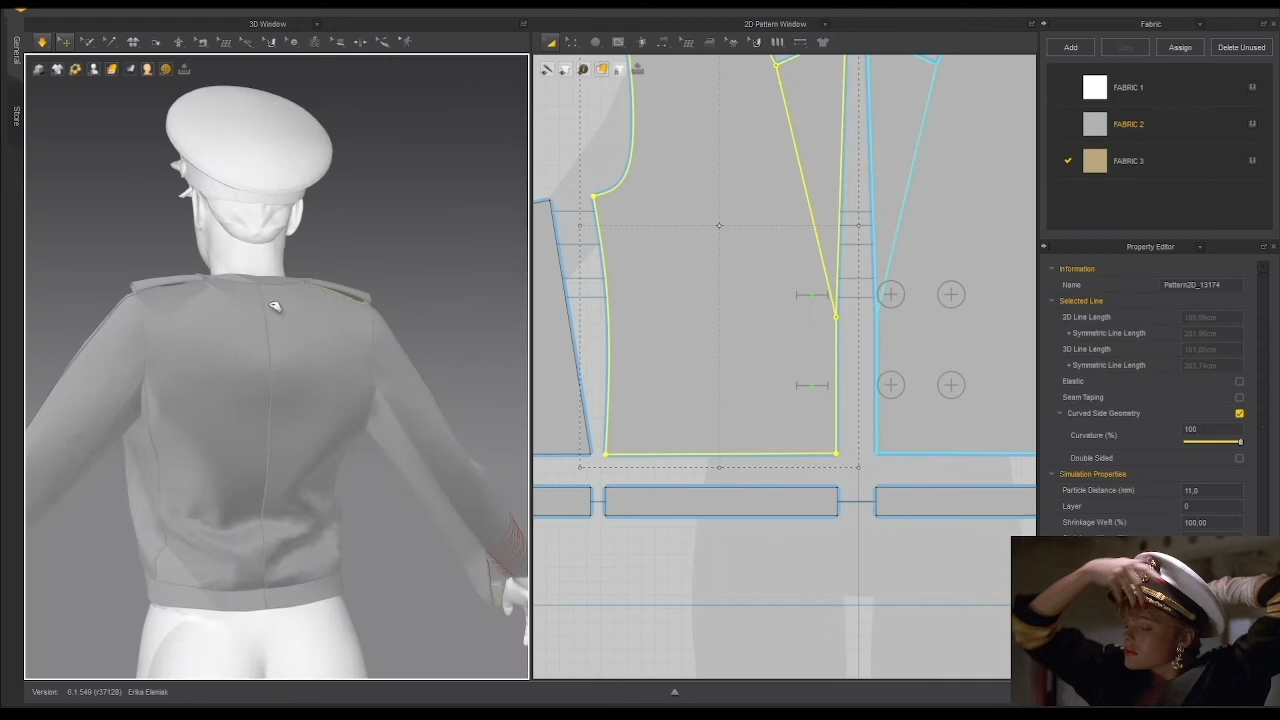 3D Window
2D Pattern Window
Fabric
General
Store
Add
Assign
Delete Unused
FABRIC 1
FABRIC 2
FABRIC 3
Property Editor
Information
Name Pattern2D_13174
Selected Line
2D Line Length
+ Symmetric Line Length
3D Line Length
+ Symmetric Line Length
Elastic
Seam Taping
Curved Side Geometry
Curvature (%) 100
Double Sided
Simulation Properties
Particle Distance (mm) 11,0
Layer 0
Shrinkage Weft (%) 100,00
Version: 6.1.549 (r37128) Erika Eleniak